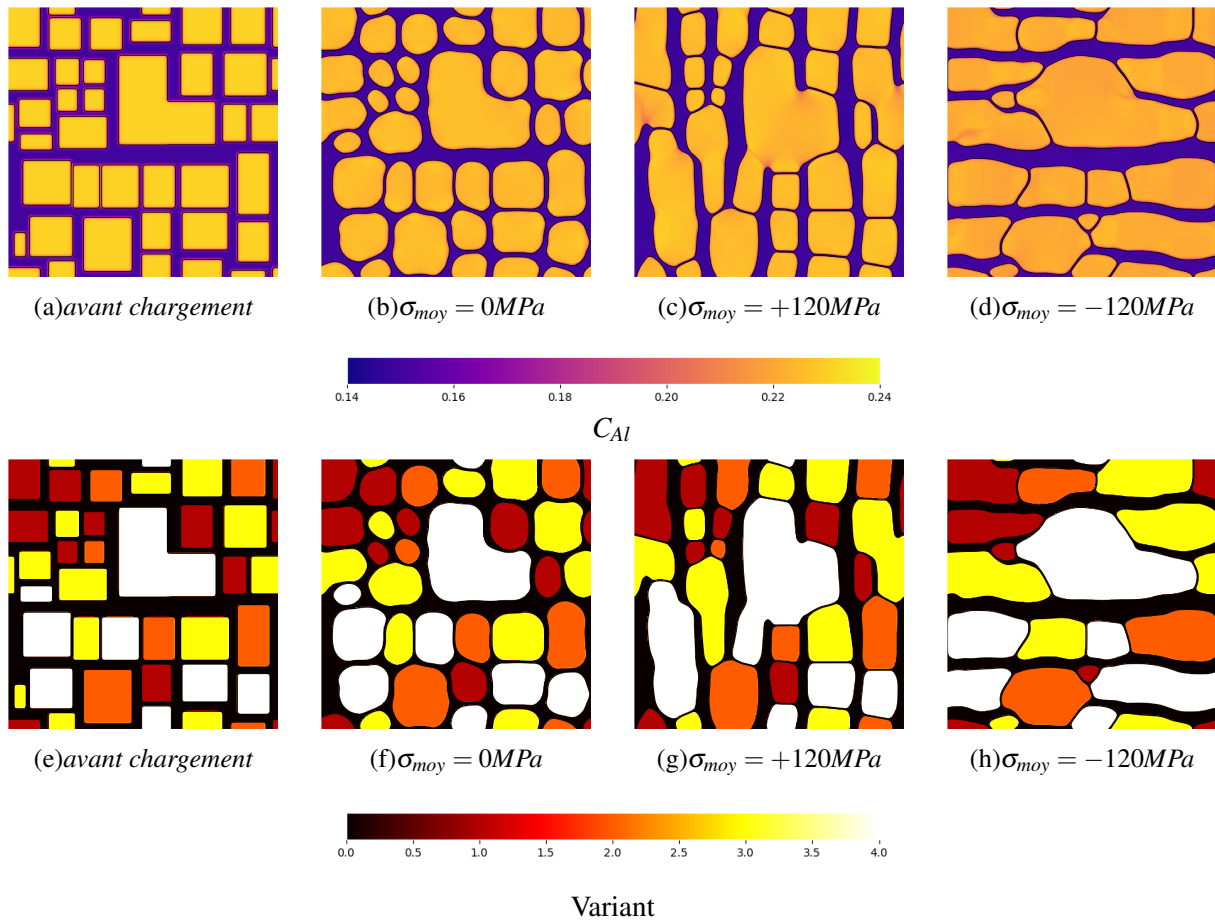 (a)avant chargement (b)σmoy = 0MPa (c)σmoy = +120MPa (d)σmoy = −120MPa
0.14 0.16 0.18 0.20 0.22 0.24
CAl
(e)avant chargement (f)σmoy = 0MPa (g)σmoy = +120MPa (h)σmoy = −120MPa
0.0 0.5 1.0 1.5 2.0 2.5 3.0 3.5 4.0
Variant